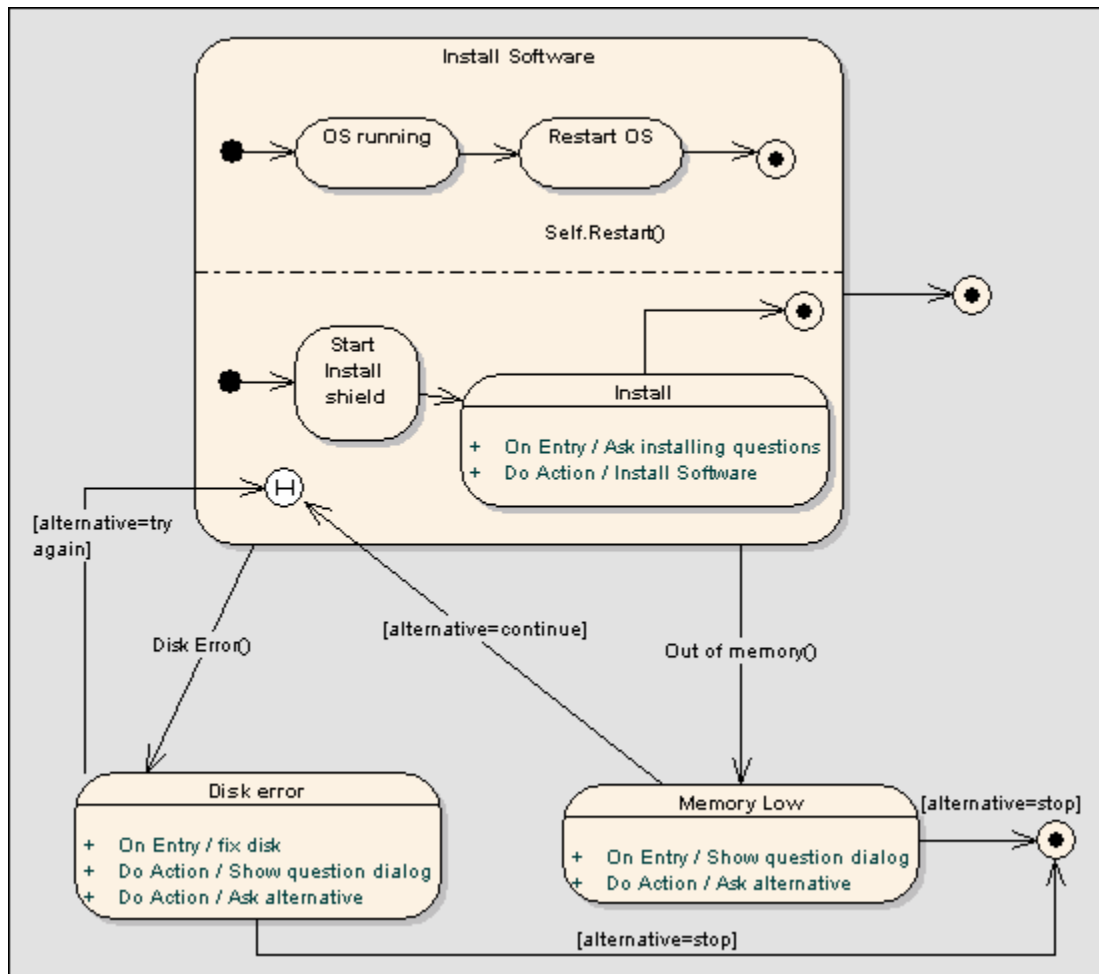 Install Software
OS running
Restart OS
Self.Restart()
Start
Install
shield
Install
+ On Entry / Ask installing questions
+ Do Action / Install Software
H
[alternative=try
again]
[alternative=continue]
Disk Error()
Out of memory()
Disk error
+ On Entry / fix disk
+ Do Action / Show question dialog
+ Do Action / Ask alternative
Memory Low
+ On Entry / Show question dialog
+ Do Action / Ask alternative
[alternative=stop]
[alternative=stop]